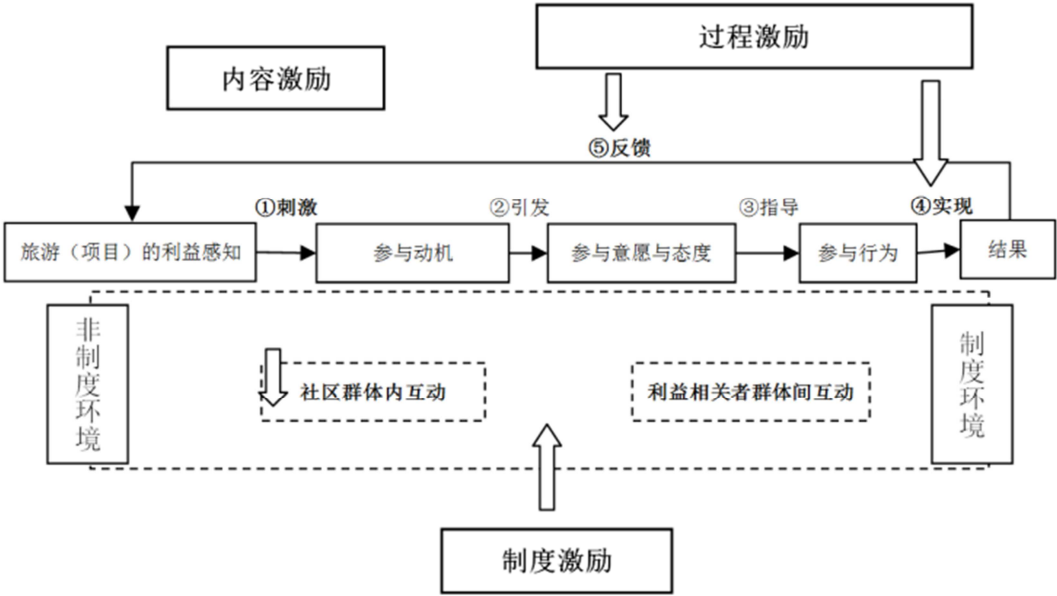 过程激励
内容激励
⑤反馈
①刺激
②引发
③指导
④实现
旅游（项目）的利益感知
参与动机
参与意愿与态度
参与行为
结果
非制度环境
社区群体内互动
利益相关者群体间互动
制度环境
制度激励